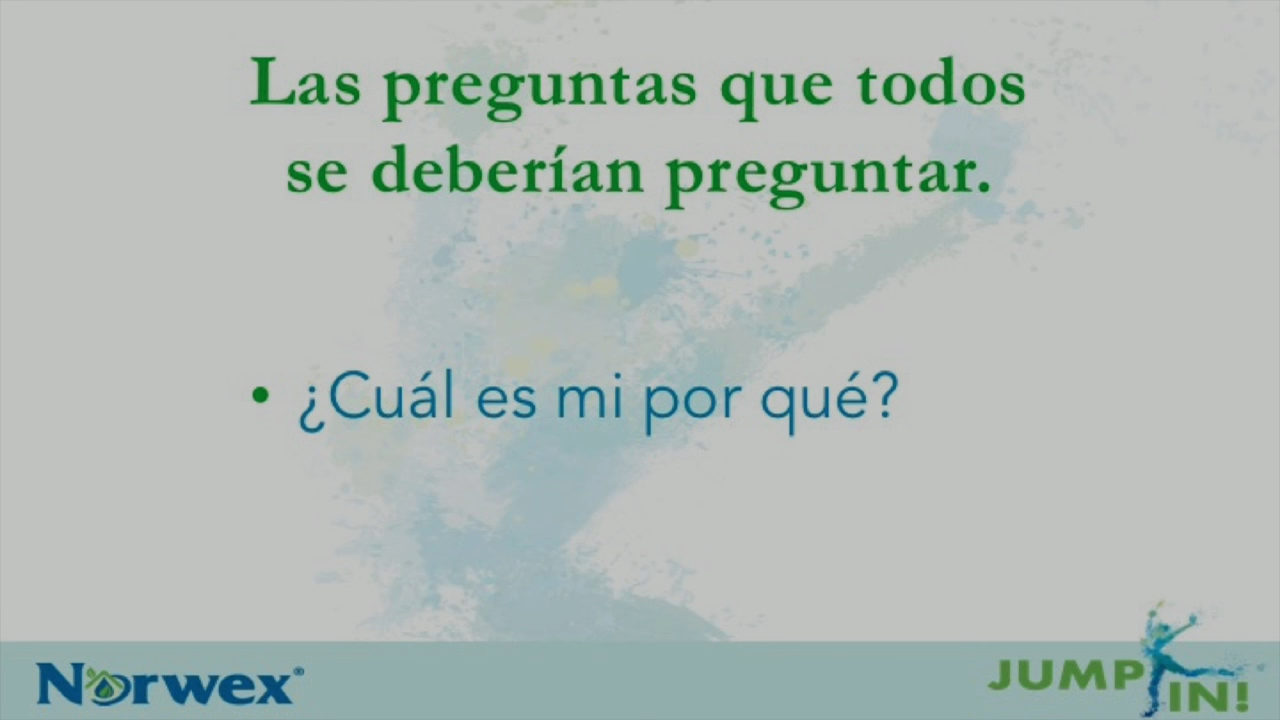 Las preguntas que todos
se deberían preguntar.
• ¿Cuál es mi por qué?
Norwex®
JUMP IN!